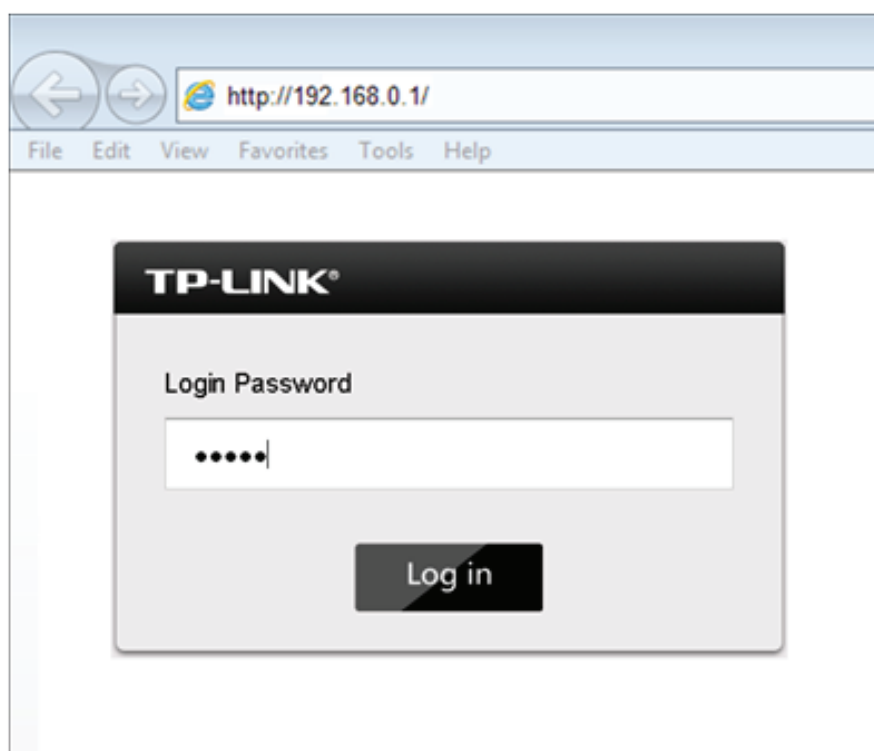 http://192.168.0.1/
File Edit View Favorites Tools Help
TP-LINK®
Login Password
•••••
Log in